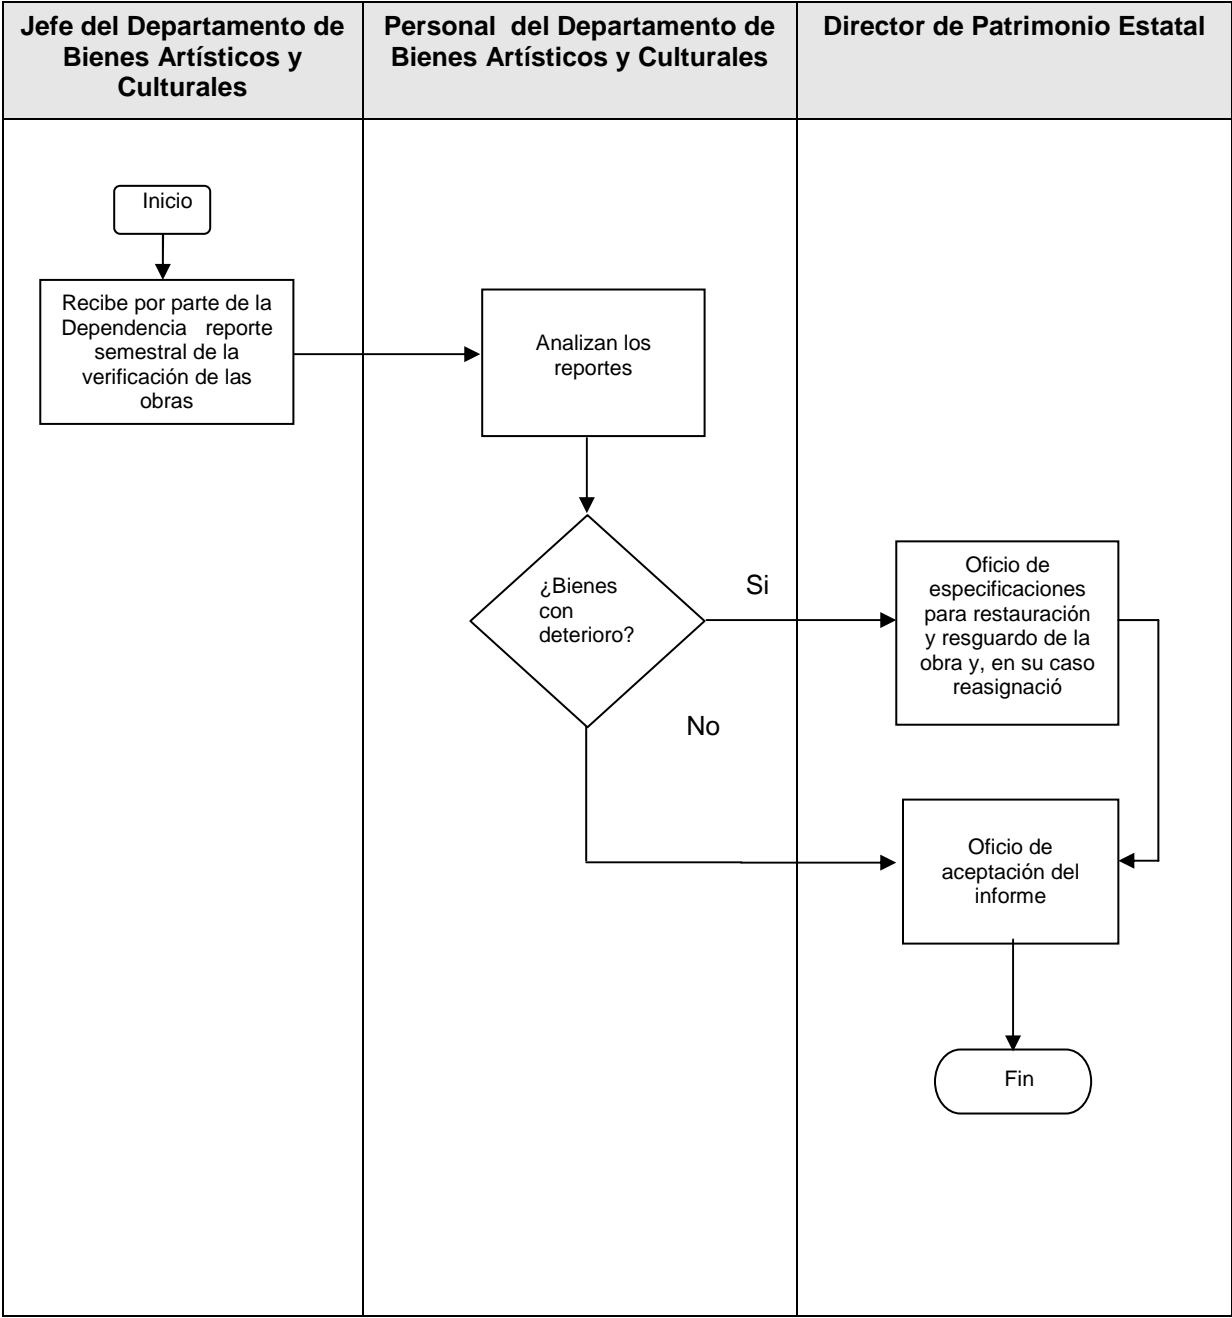 Jefe del Departamento de
Bienes Artísticos y
Culturales
Personal del Departamento de
Bienes Artísticos y Culturales
Director de Patrimonio Estatal
Inicio
Recibe por parte de la
Dependencia reporte
semestral de la
verificación de las
obras
Analizan los
reportes
¿Bienes
con
deterioro?
Si
No
Oficio de
especificaciones
para restauración
y resguardo de la
obra y, en su caso
reasignació
Oficio de
aceptación del
informe
Fin